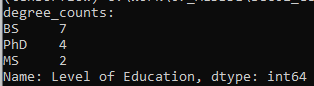 degree_counts:
BS     7
PhD    4
MS     2
Name: Level of Education, dtype: int64